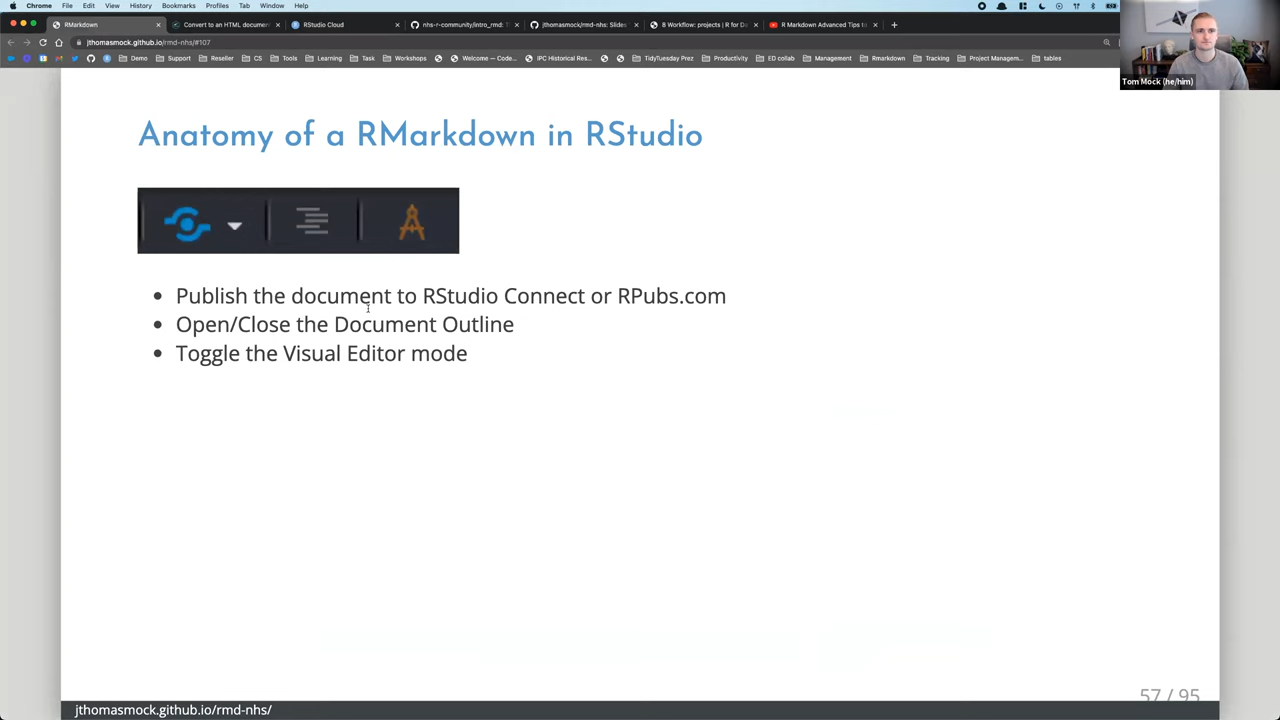 Chrome File Edit View History Bookmarks Profiles Tab Window Help
RMarkdown
Convert to an HTML documen
RStudio Cloud
nhs-r-community/intro_rmd: T
jthomasmock/rmd-nhs: Slides
8 Workflow: projects | R for Da
R Markdown Advanced Tips to
jthomasmock.github.io/rmd-nhs/#107
Demo Support Reseller CS Tools Learning Task Workshops Welcome — Code... IPC Historical Res... TidyTuesday Prez Productivity ED collab Management Rmarkdown Tracking Project Managem... tables
Tom Mock (he/him)
Anatomy of a RMarkdown in RStudio
• Publish the document to RStudio Connect or RPubs.com
• Open/Close the Document Outline
• Toggle the Visual Editor mode
57 / 95
jthomasmock.github.io/rmd-nhs/